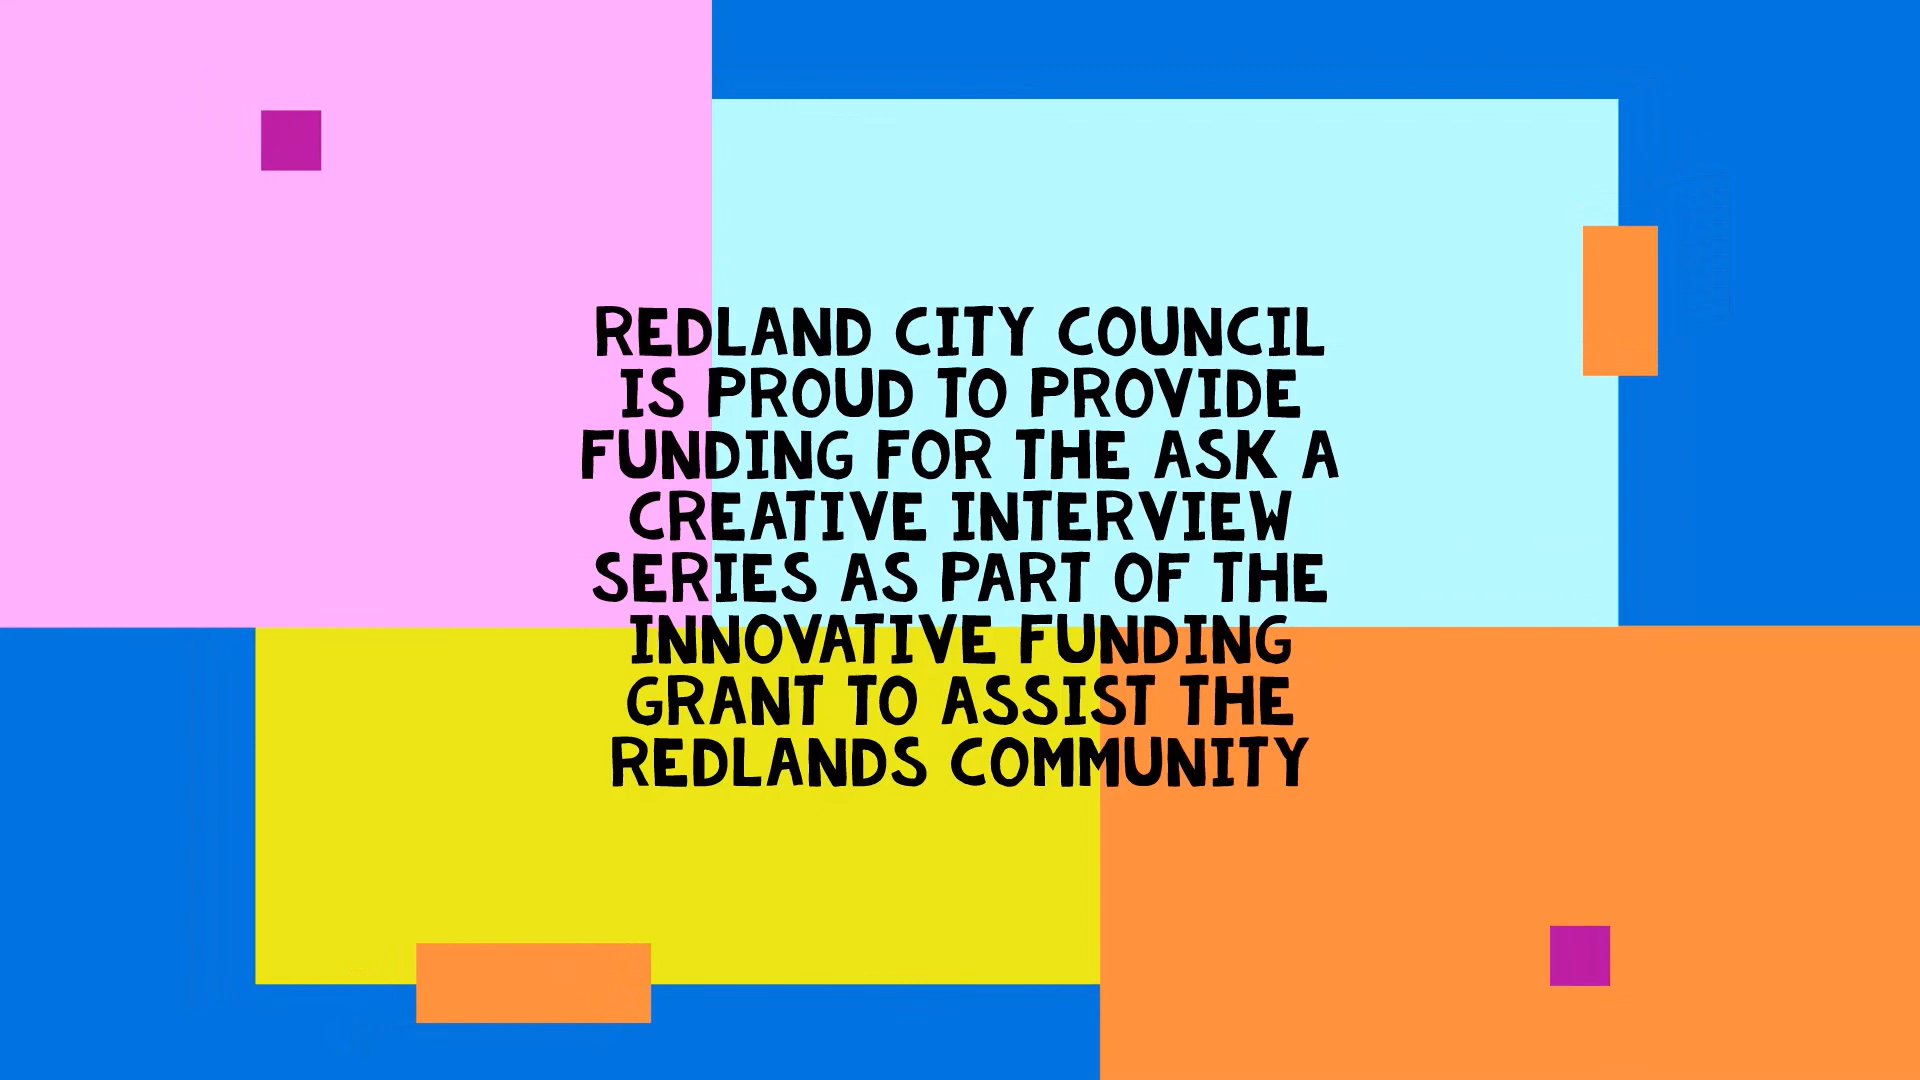 REDLAND CITY COUNCIL
IS PROUD TO PROVIDE
FUNDING FOR THE ASK A
CREATIVE INTERVIEW
SERIES AS PART OF THE
INNOVATIVE FUNDING
GRANT TO ASSIST THE
REDLANDS COMMUNITY